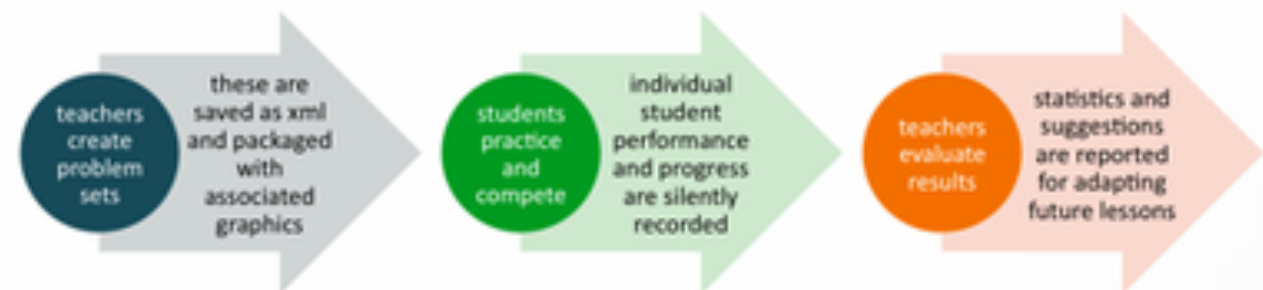 teachers
create
problem
sets
these are
saved as xml
and packaged
with
associated
graphics
students
practice
and
compete
individual
student
performance
and progress
are silently
recorded
teachers
evaluate
results
statistics and
suggestions
are reported
for adapting
future lessons